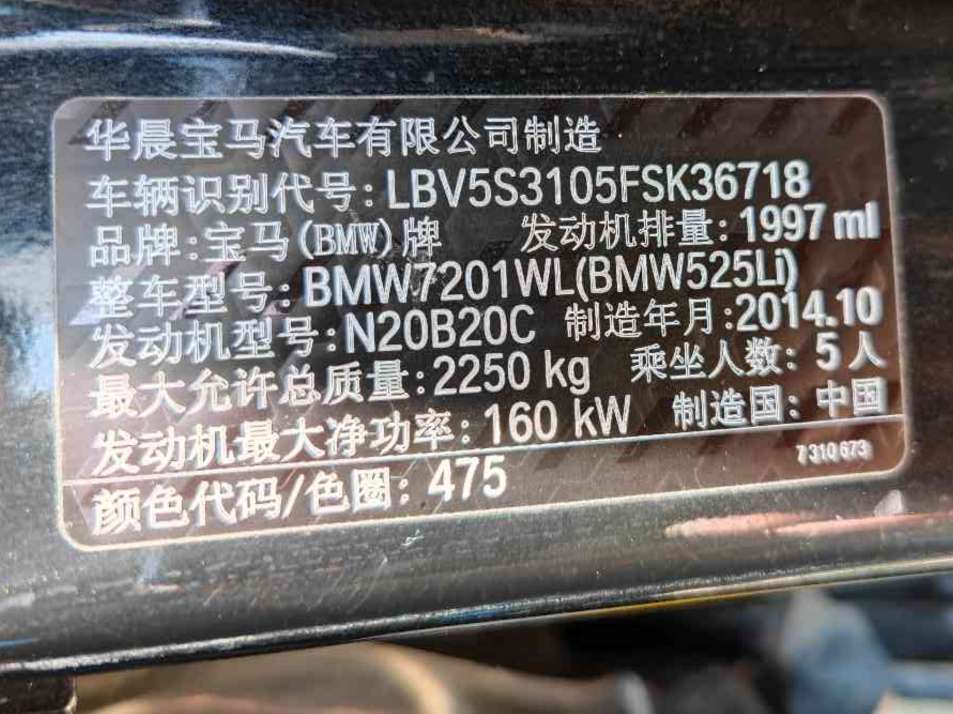 华晨宝马汽车有限公司制造
车辆识别代号:LBV5S3105FSK36718
品牌:宝马(BMW)牌 发动机排量:1997 ml
整车型号:BMW7201WL(BMW525Li)
发动机型号:N20B20C 制造年月:2014.10
最大允许总质量:2250 kg 乘坐人数:5人
发动机最大净功率:160 kW 制造国:中国
7310673
颜色代码/色圈:475